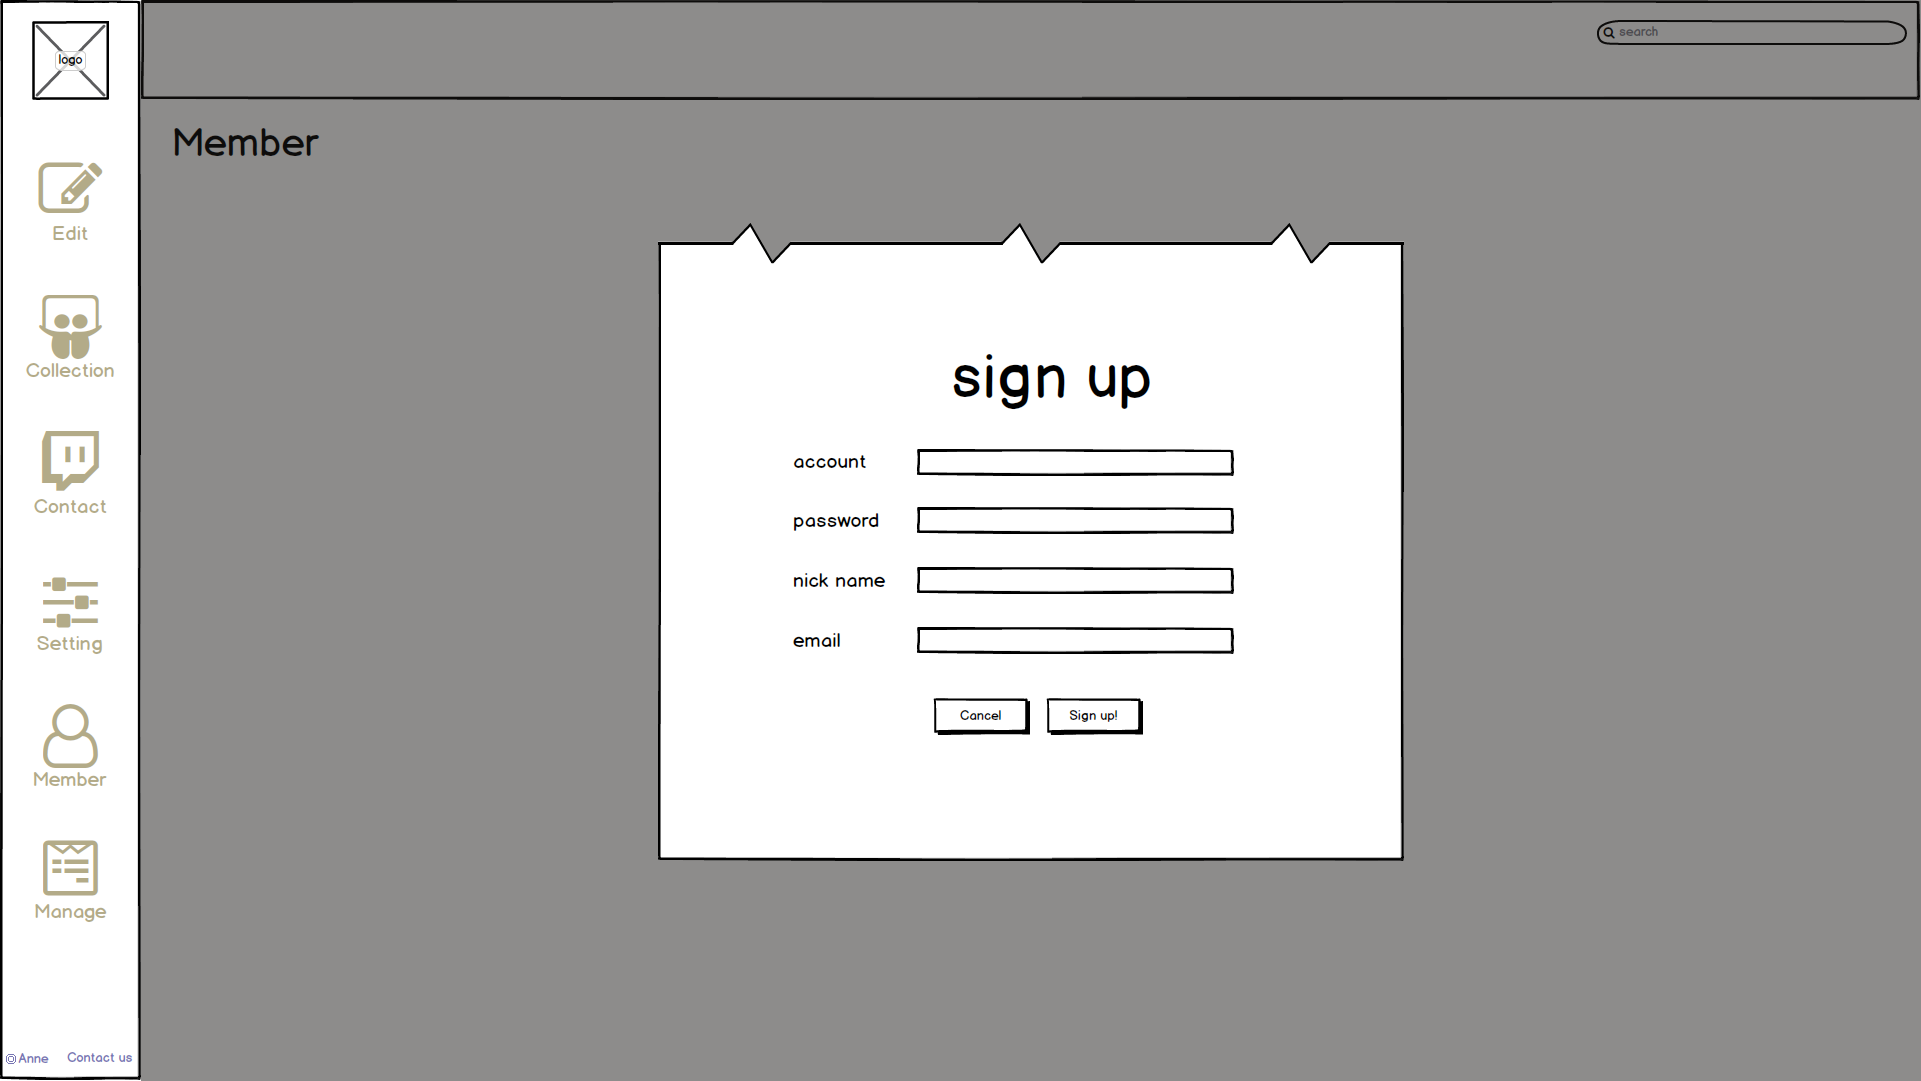 logo
search
Member
Edit
Collection
Contact
Setting
Member
Manage
© Anne
Contact us
sign up
account
password
nick name
email
Cancel
Sign up!